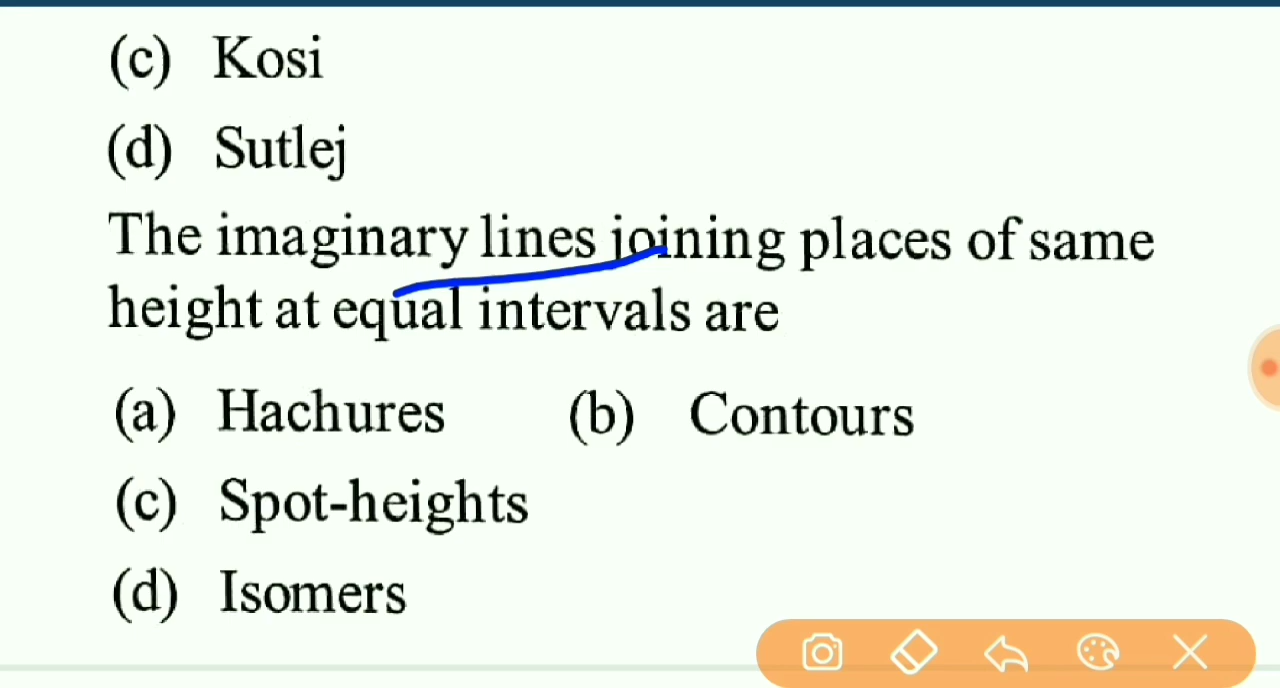 (c) Kosi
(d) Sutlej
The imaginary lines joining places of same
height at equal intervals are
(a) Hachures (b) Contours
(c) Spot-heights
(d) Isomers